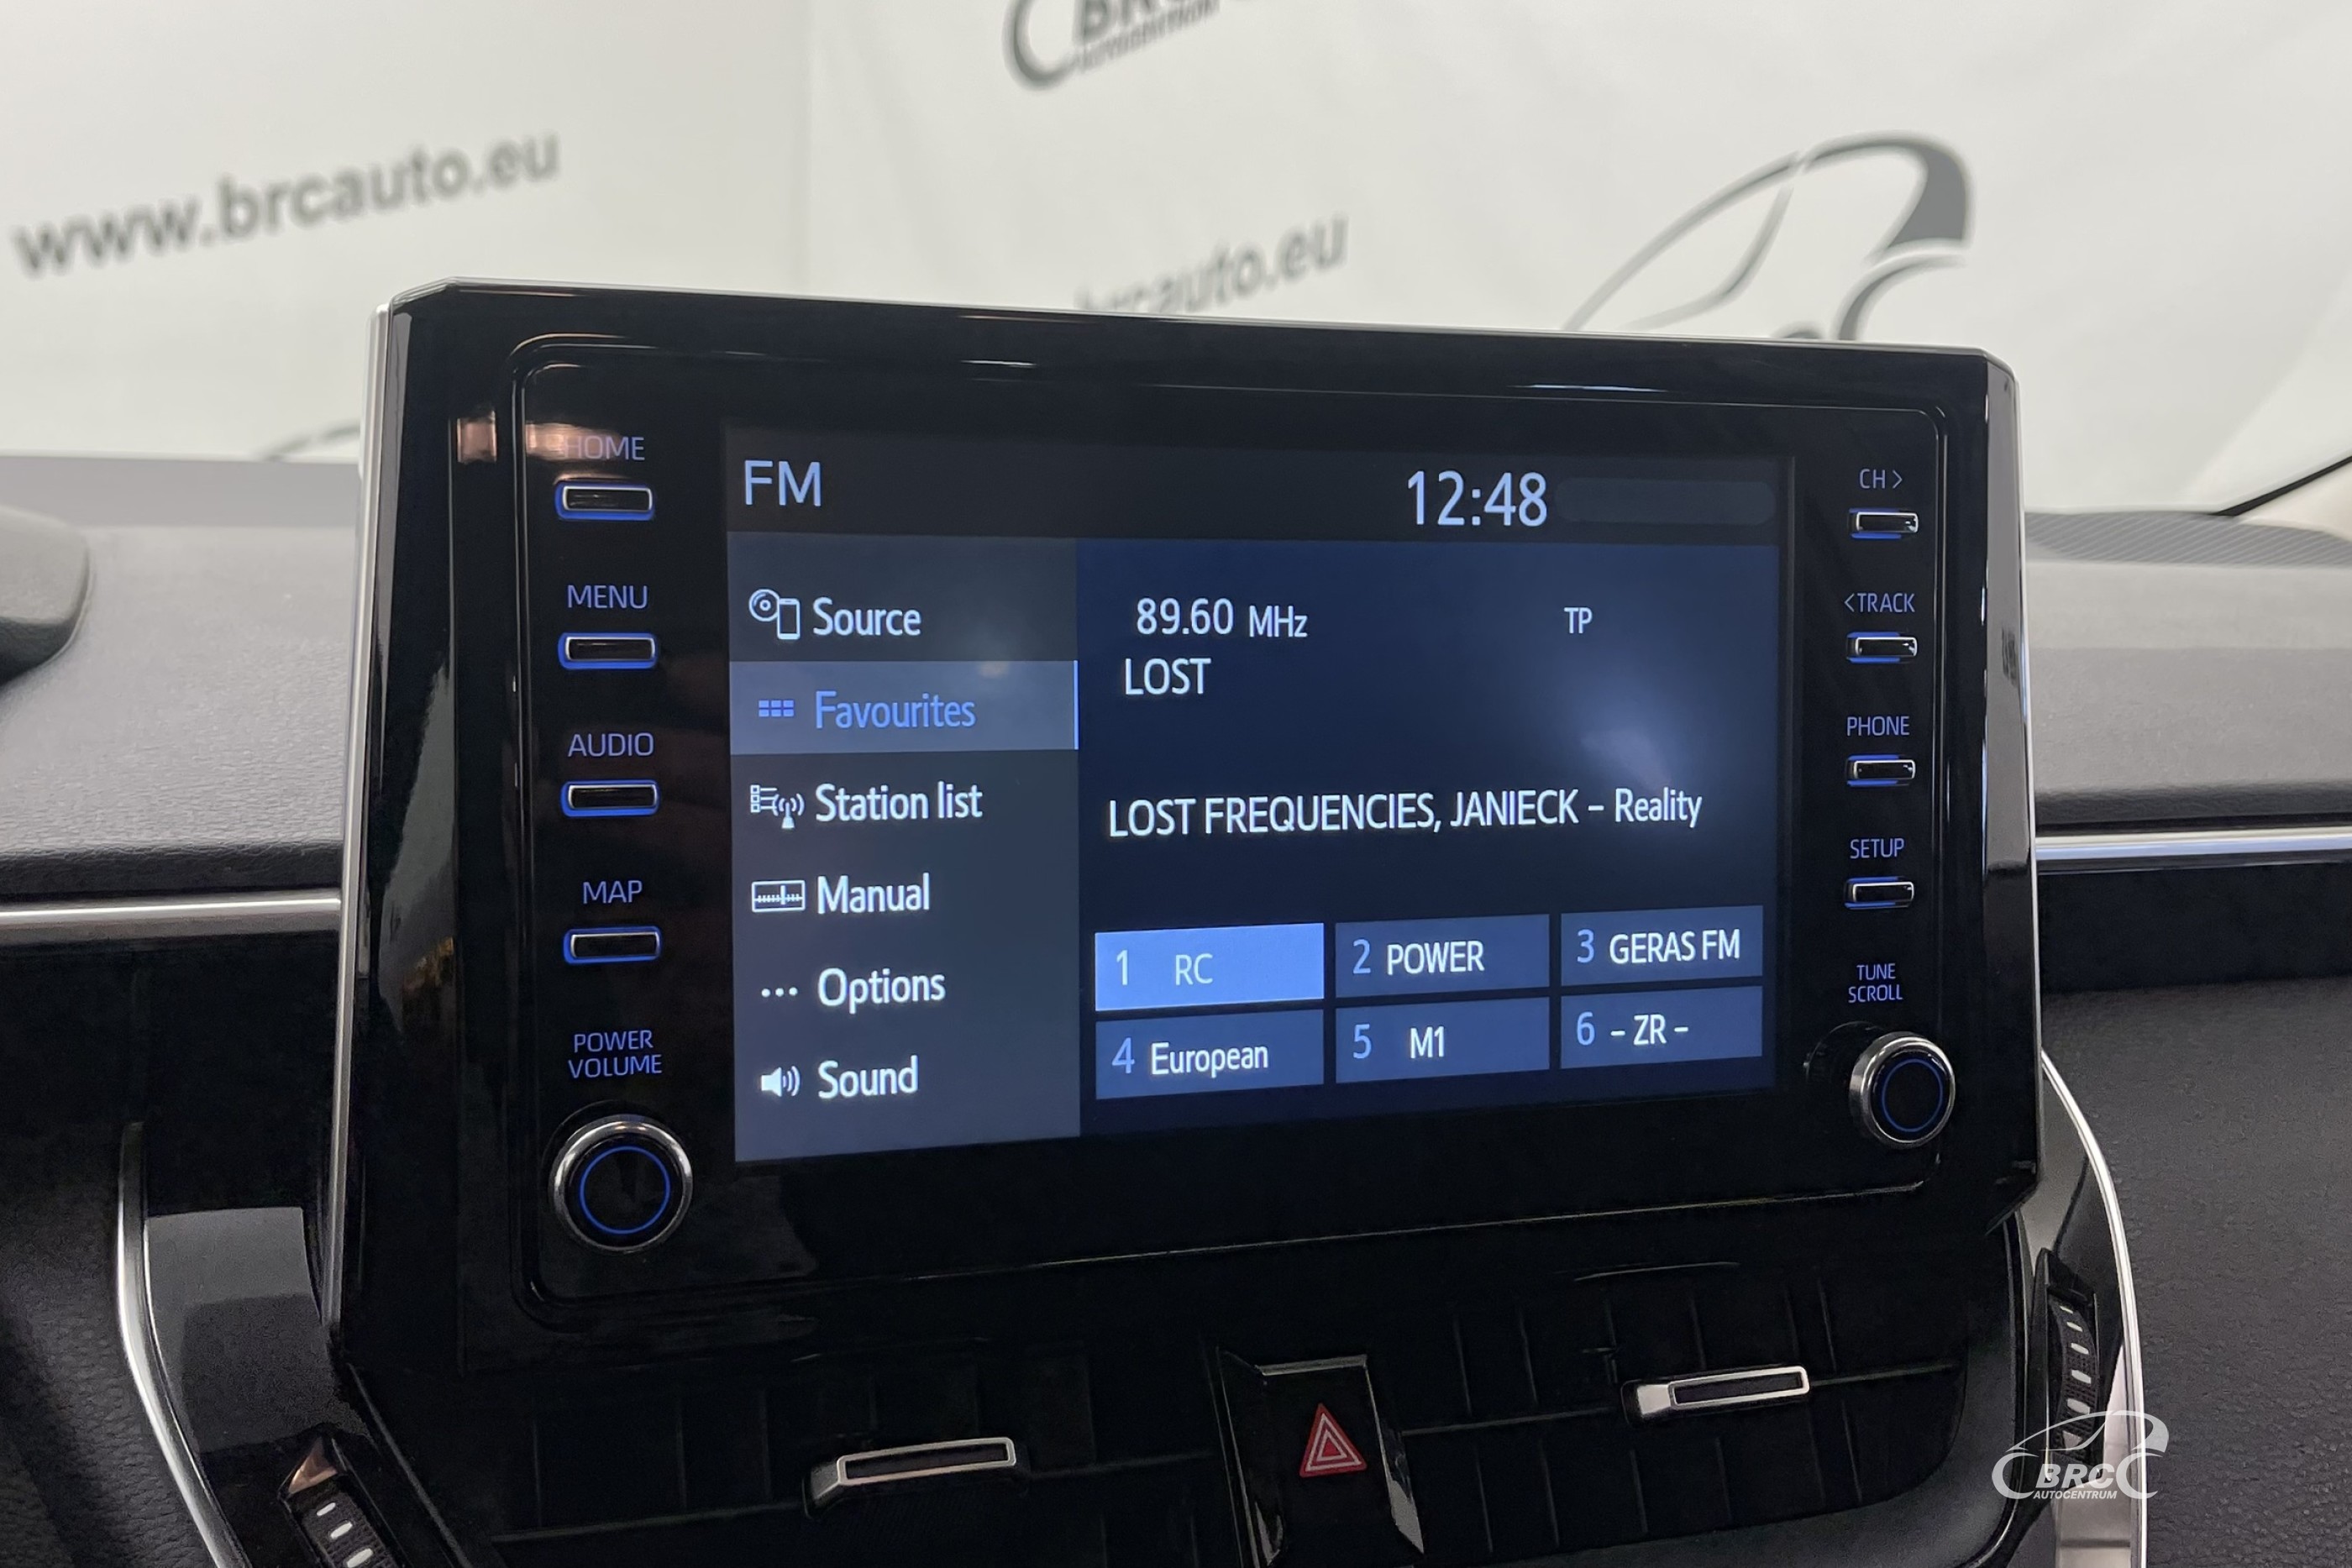 BRC
AUTOCENTRUM
www.brcauto.eu
brcauto.eu
HOME
MENU
AUDIO
MAP
POWER
VOLUME
FM
12:48
Source
Favourites
Station list
Manual
Options
Sound
89.60 MHz
TP
LOST
LOST FREQUENCIES, JANIECK – Reality
1 RC
2 POWER
3 GERAS FM
4 European
5 M1
6 – ZR –
CH >
<TRACK
PHONE
SETUP
TUNE
SCROLL
BRC
AUTOCENTRUM